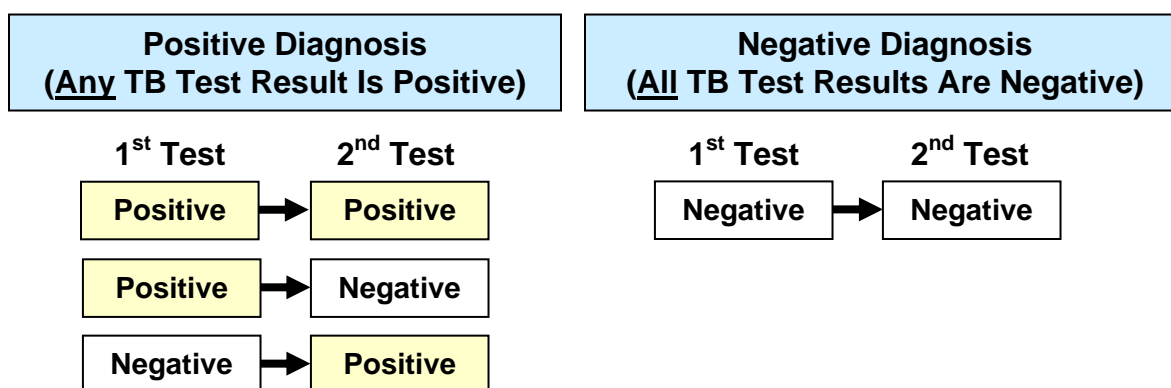 Positive Diagnosis
(Any TB Test Result Is Positive)
1st Test 2nd Test
Positive Positive
Positive Negative
Negative Positive
Negative Diagnosis
(All TB Test Results Are Negative)
1st Test 2nd Test
Negative Negative